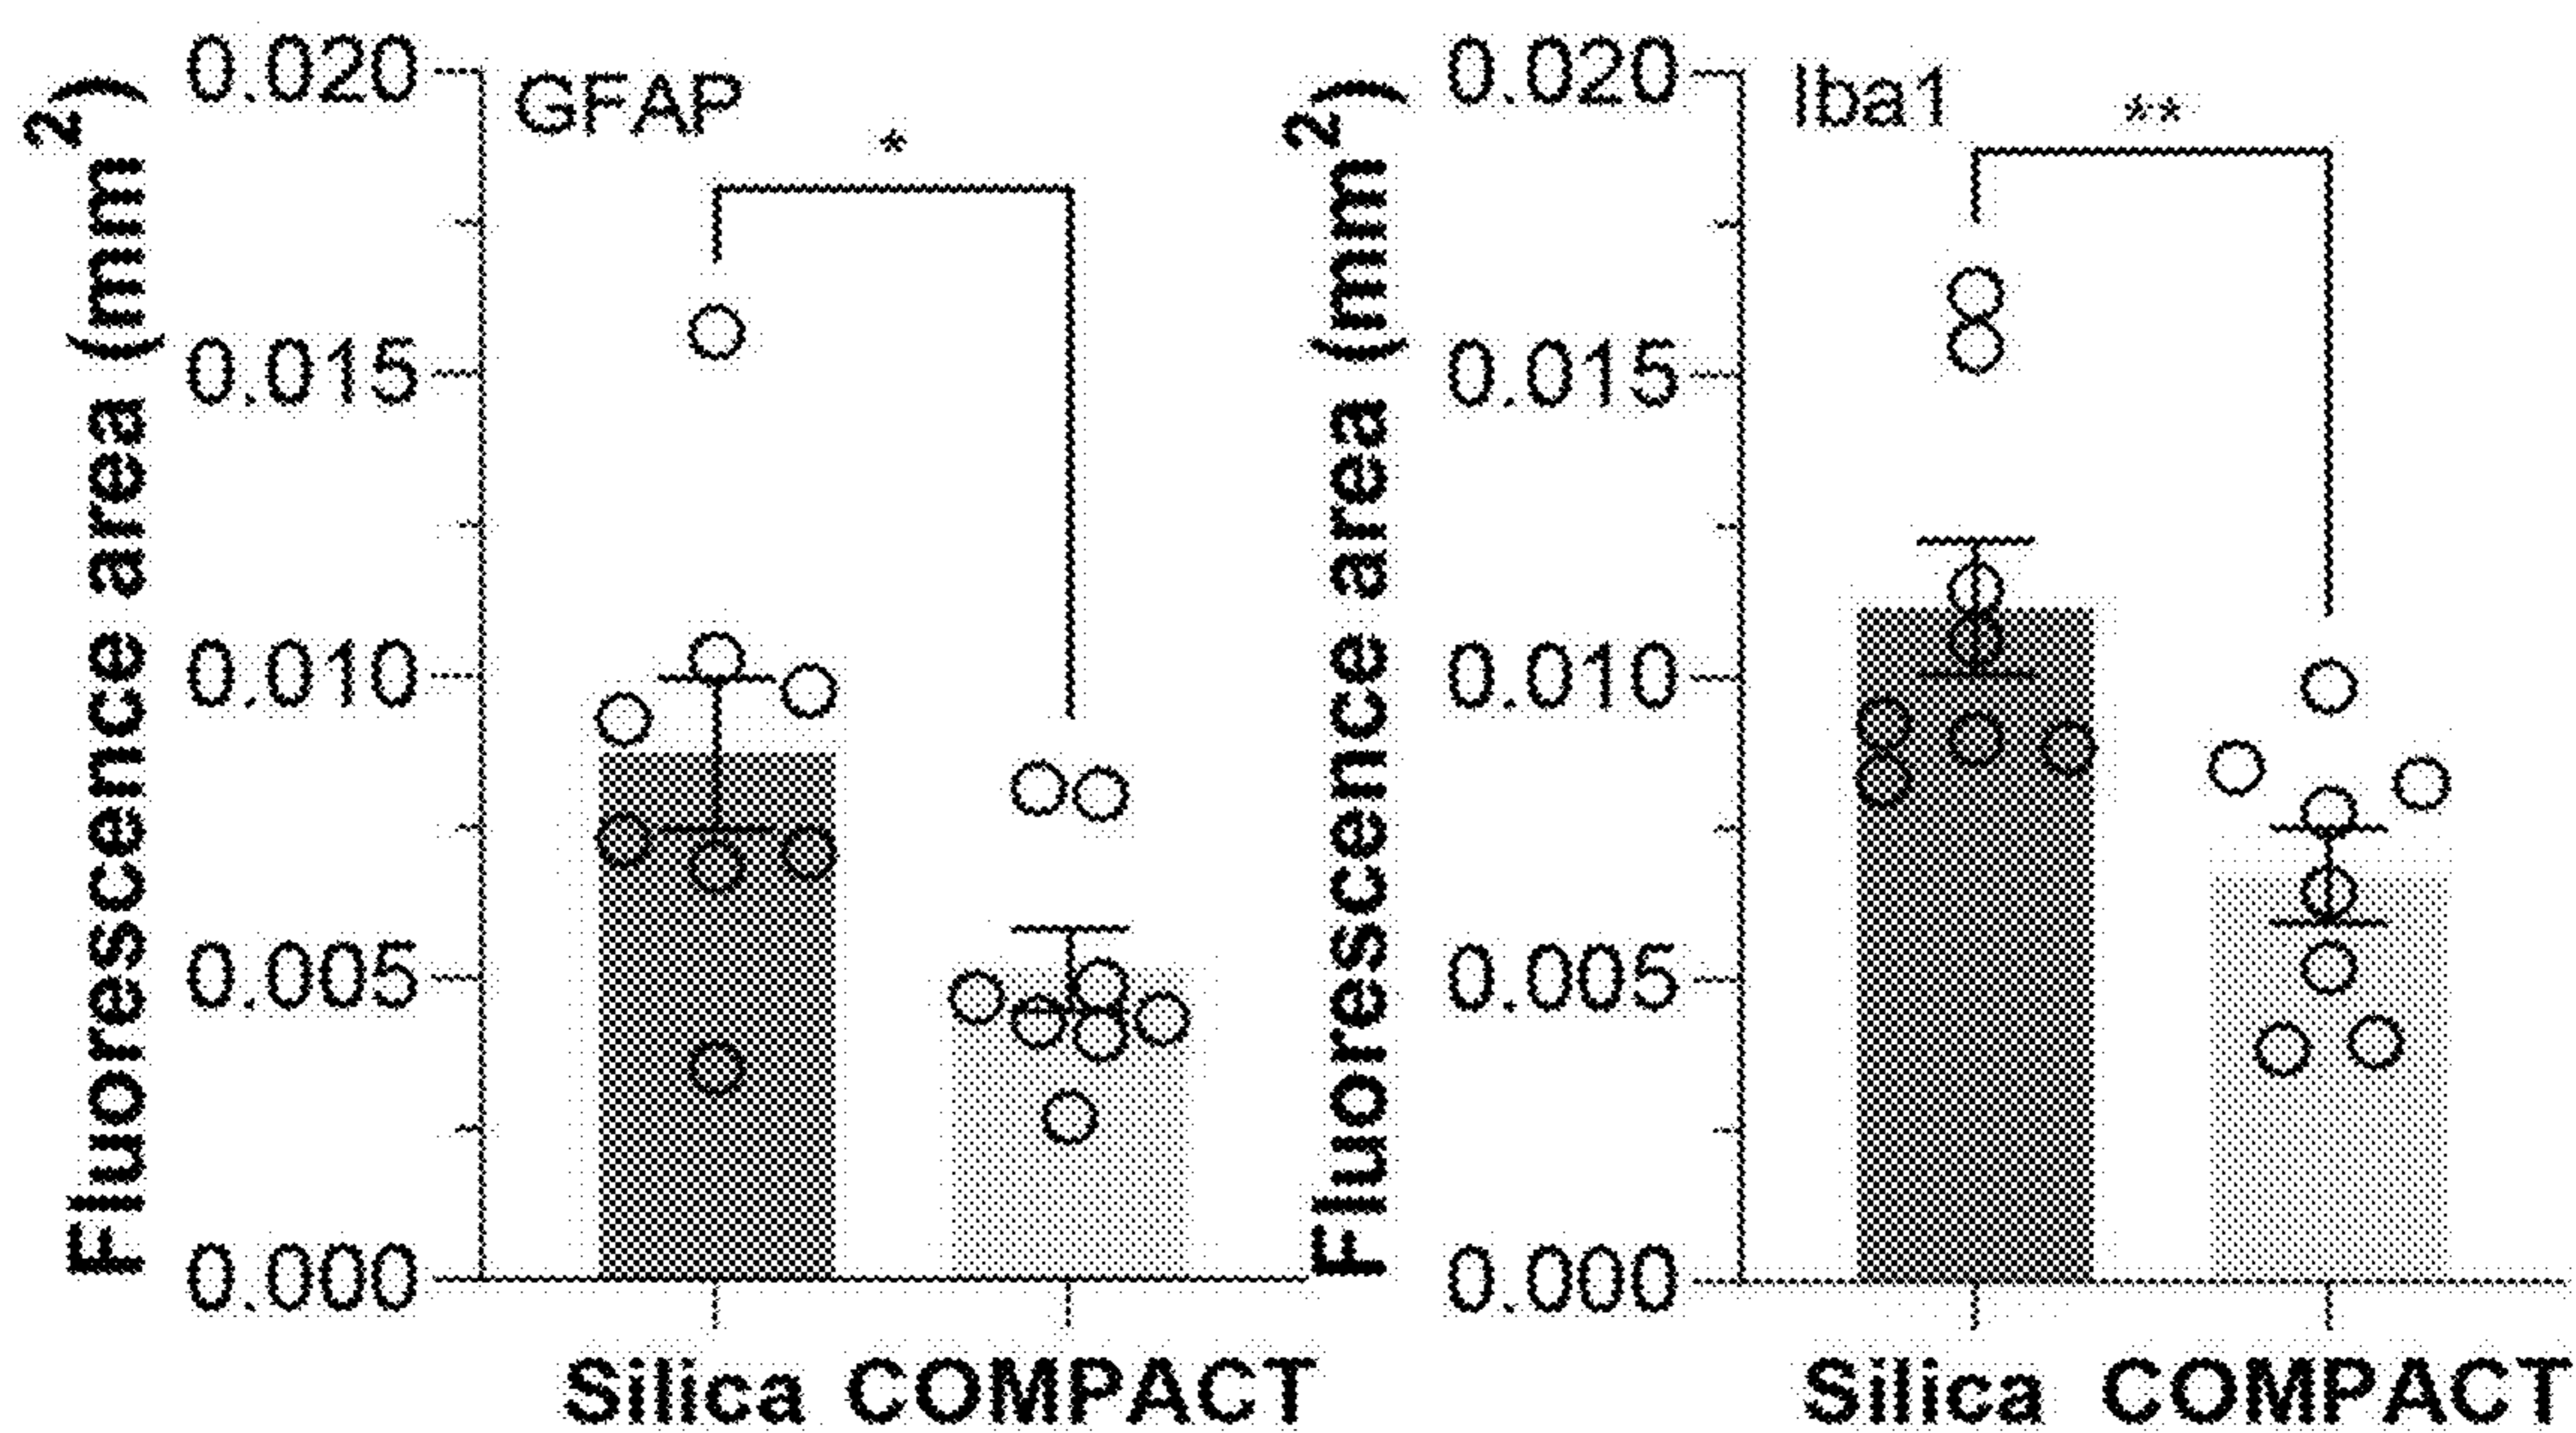 Fluorescence area (mm2)
0.020
0.015
0.010
0.005
0.000
GFAP
*
Silica COMPACT
Fluorescence area (mm2)
0.020
0.015
0.010
0.005
0.000
Iba1
**
Silica COMPACT